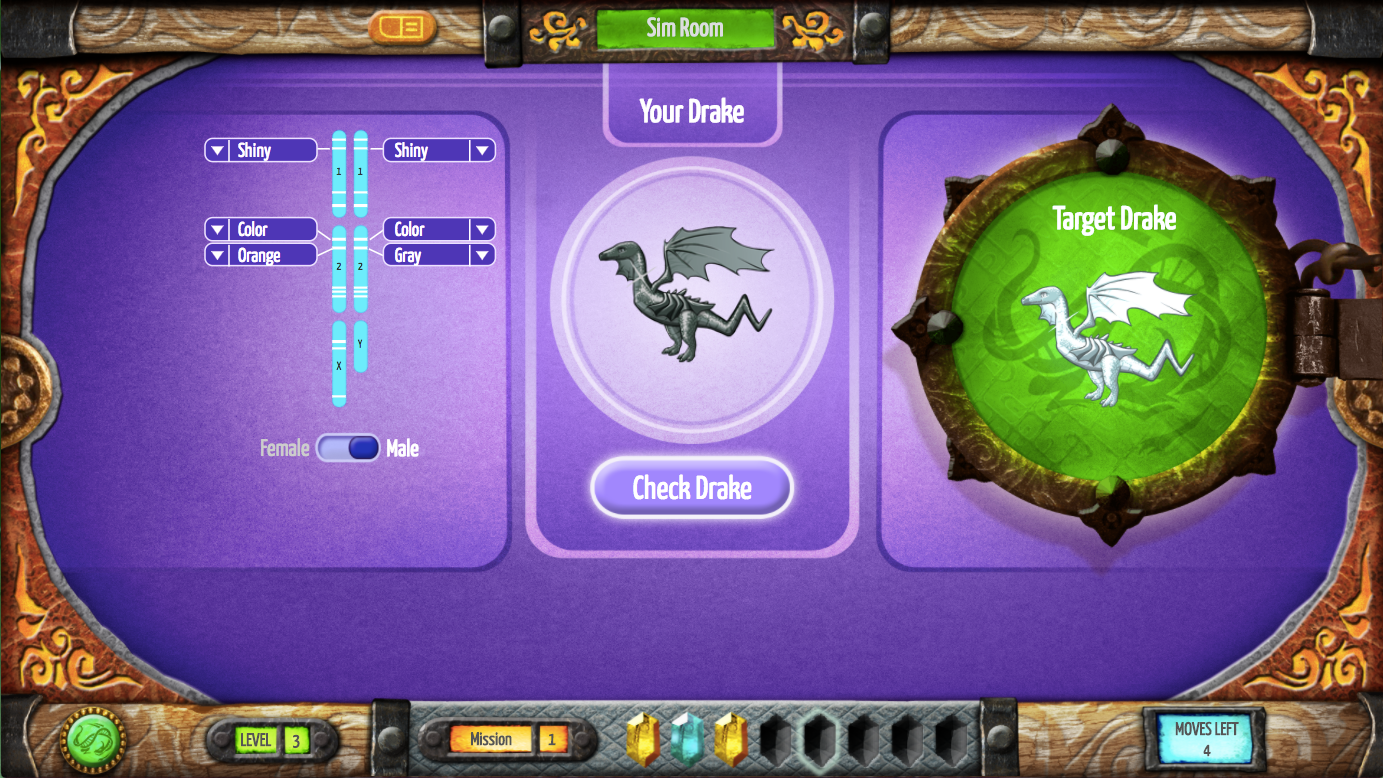 Sim Room
Your Drake
Shiny
Shiny
1
1
Color
Color
Orange
Gray
2
2
X
Y
Female
Male
Check Drake
Target Drake
LEVEL 3
Mission 1
MOVES LEFT
4